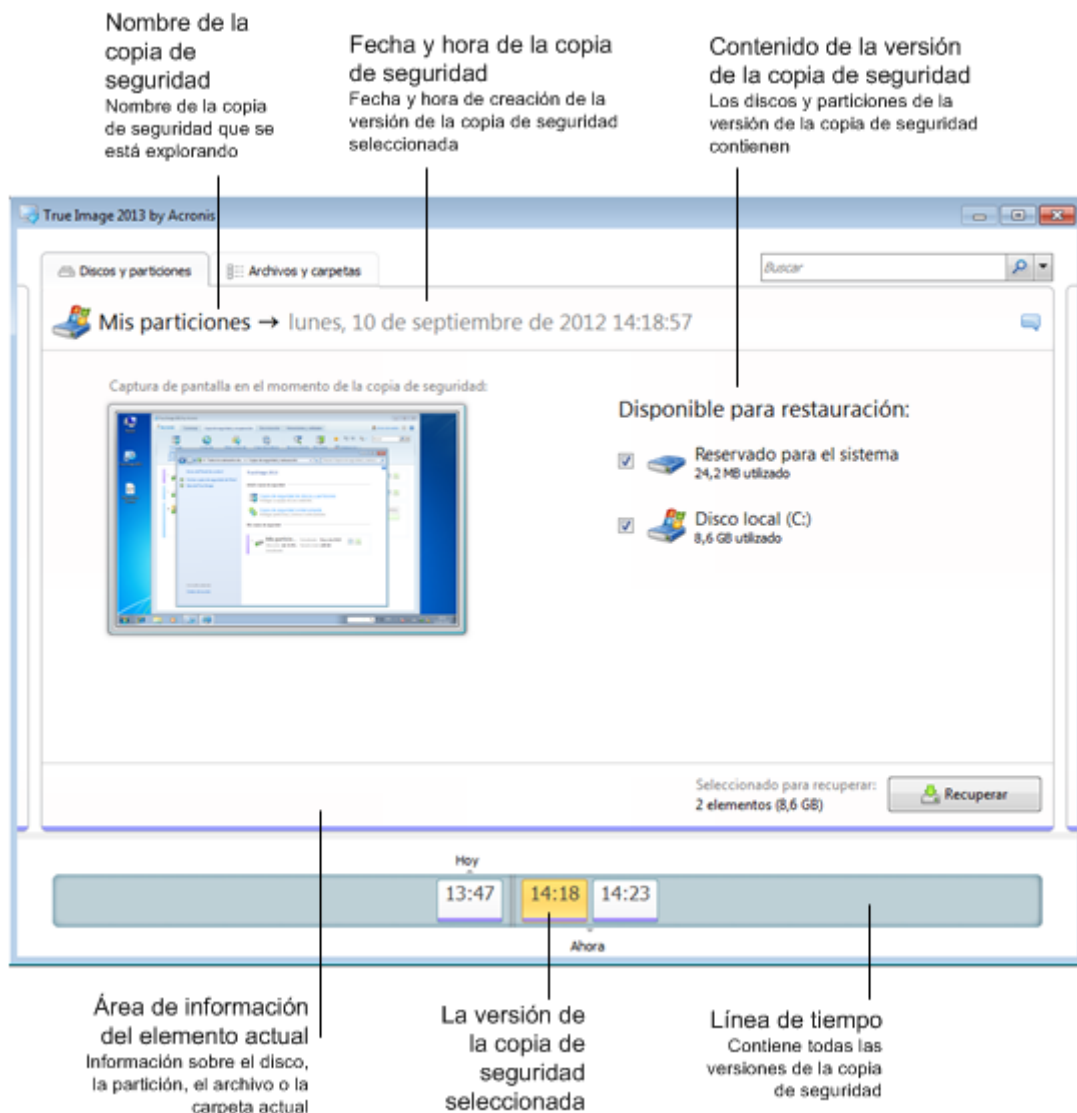 Nombre de la
copia de
seguridad
Nombre de la copia
de seguridad que se
está explorando
Fecha y hora de la copia
de seguridad
Fecha y hora de creación de la
versión de la copia de seguridad
seleccionada
Contenido de la versión
de la copia de seguridad
Los discos y particiones de la
versión de la copia de seguridad
contienen
True Image 2013 by Acronis
Discos y particiones
Archivos y carpetas
Buscar
Mis particiones → lunes, 10 de septiembre de 2012 14:18:57
Captura de pantalla en el momento de la copia de seguridad:
Disponible para restauración:
Reservado para el sistema
24,2 MB utilizado
Disco local (C:)
8,6 GB utilizado
Seleccionado para recuperar:
2 elementos (8,6 GB)
Recuperar
Hoy
13:47
14:18
14:23
Ahora
Área de información
del elemento actual
Información sobre el disco,
la partición, el archivo o la
carpeta actual
La versión de
la copia de
seguridad
seleccionada
Línea de tiempo
Contiene todas las
versiones de la copia
de seguridad